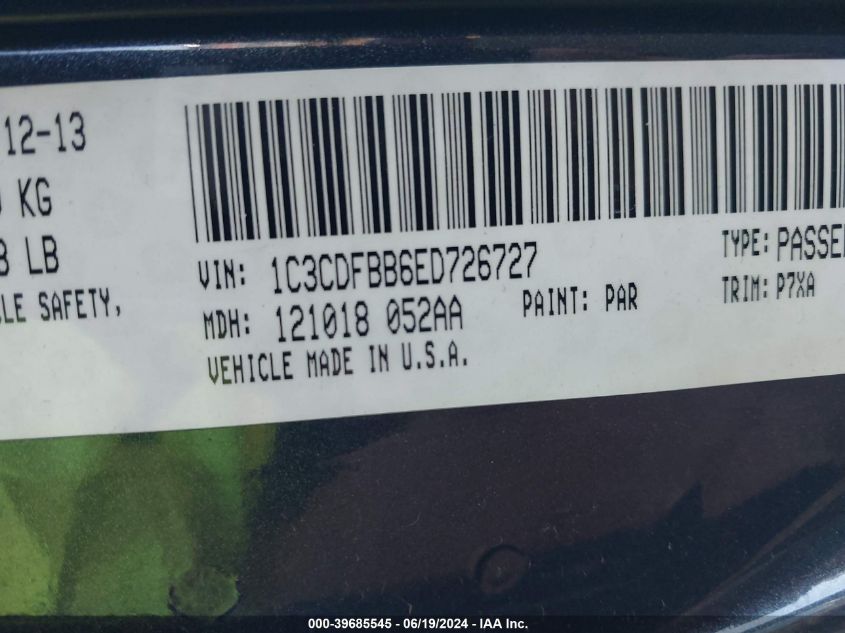 12-13
KG
LB
SAFETY,
VIN: 1C3CDFBB6ED726727
TYPE: PASSE
MDH: 121018 052AA
PAINT: PAR
TRIM: P7XA
VEHICLE MADE IN U.S.A.
000-39685545 - 06/19/2024 - IAA Inc.